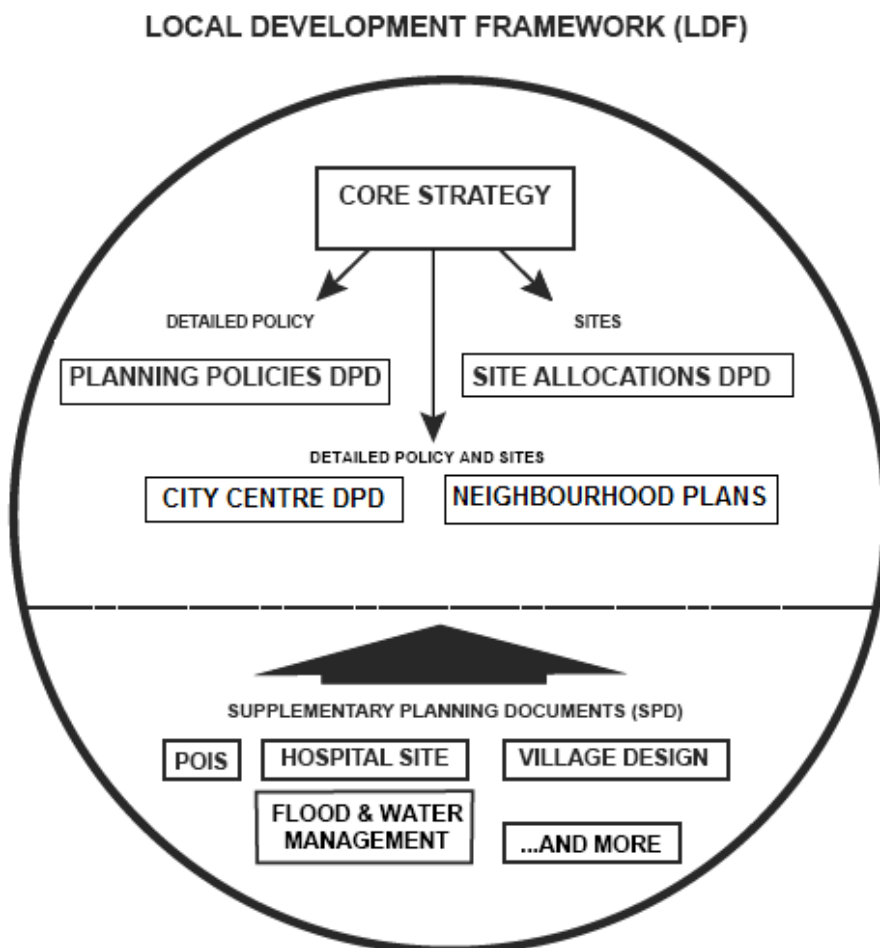 LOCAL DEVELOPMENT FRAMEWORK (LDF)
CORE STRATEGY
DETAILED POLICY
SITES
PLANNING POLICIES DPD
SITE ALLOCATIONS DPD
DETAILED POLICY AND SITES
CITY CENTRE DPD
NEIGHBOURHOOD PLANS
SUPPLEMENTARY PLANNING DOCUMENTS (SPD)
POIS
HOSPITAL SITE
VILLAGE DESIGN
FLOOD & WATER
MANAGEMENT
...AND MORE